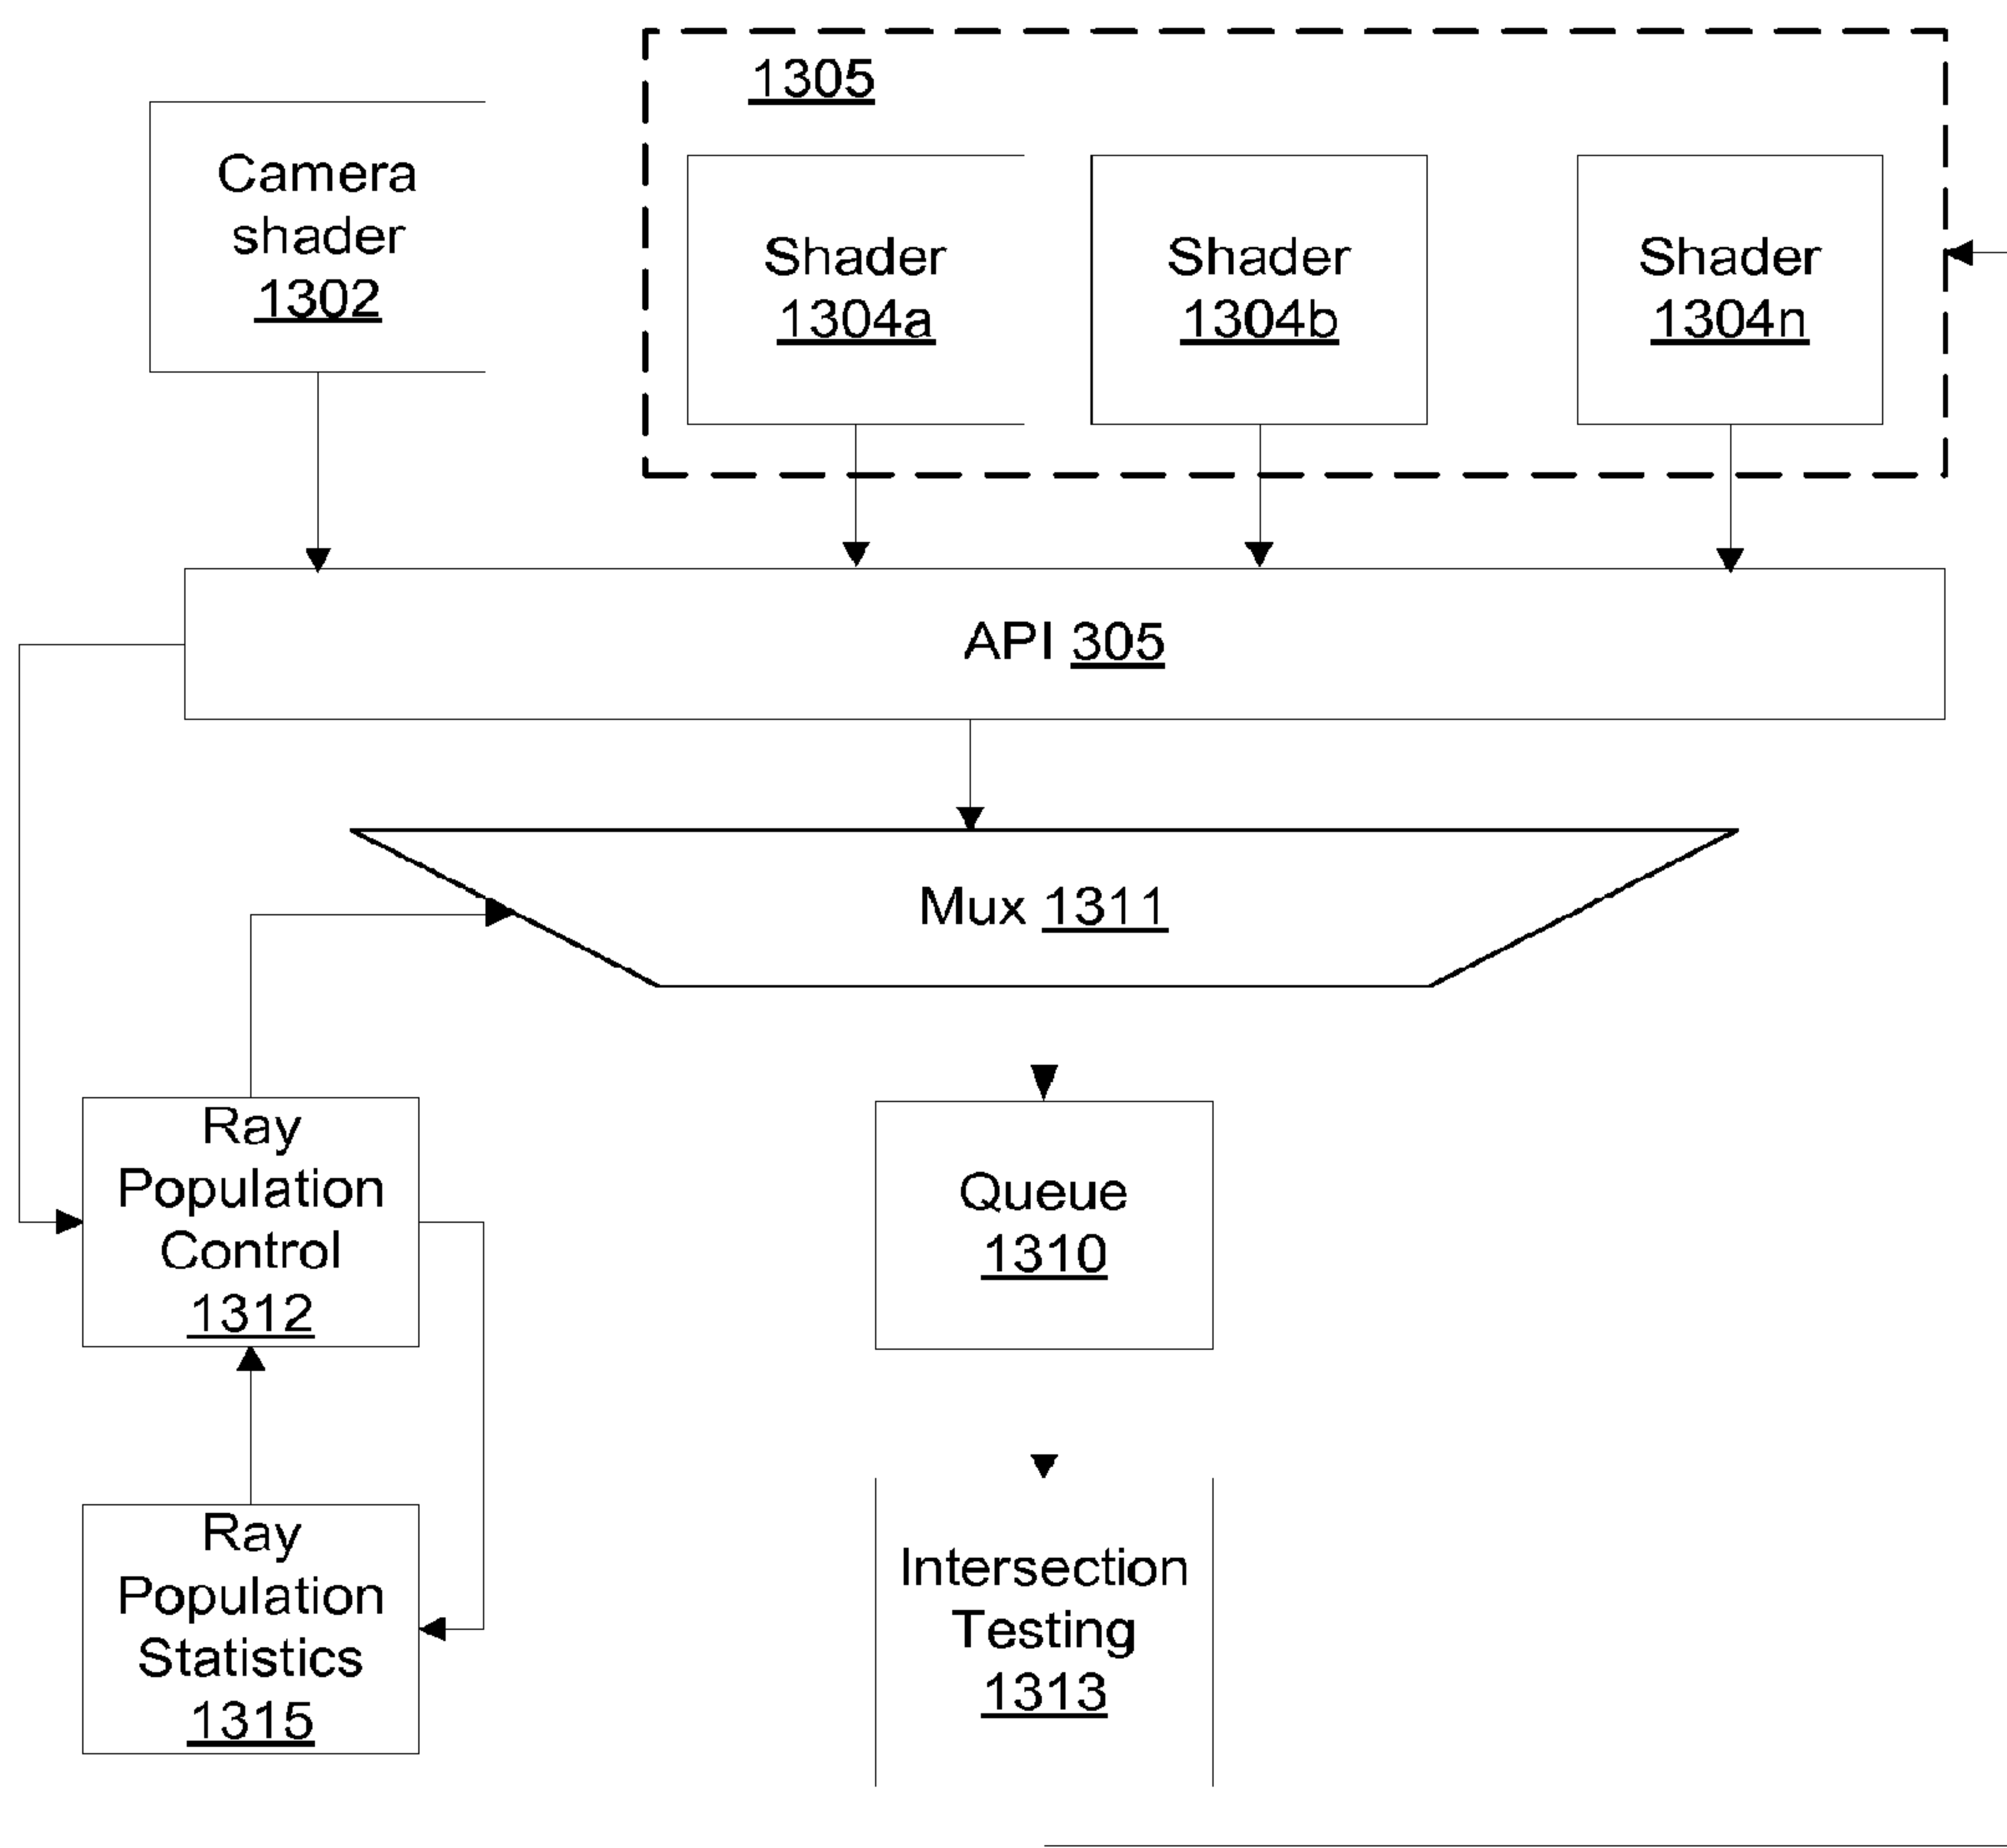 1305
Camera
shader
1302
Shader
1304a
Shader
1304b
Shader
1304n
API 305
Mux 1311
Ray
Population
Control
1312
Queue
1310
Ray
Population
Statistics
1315
Intersection
Testing
1313